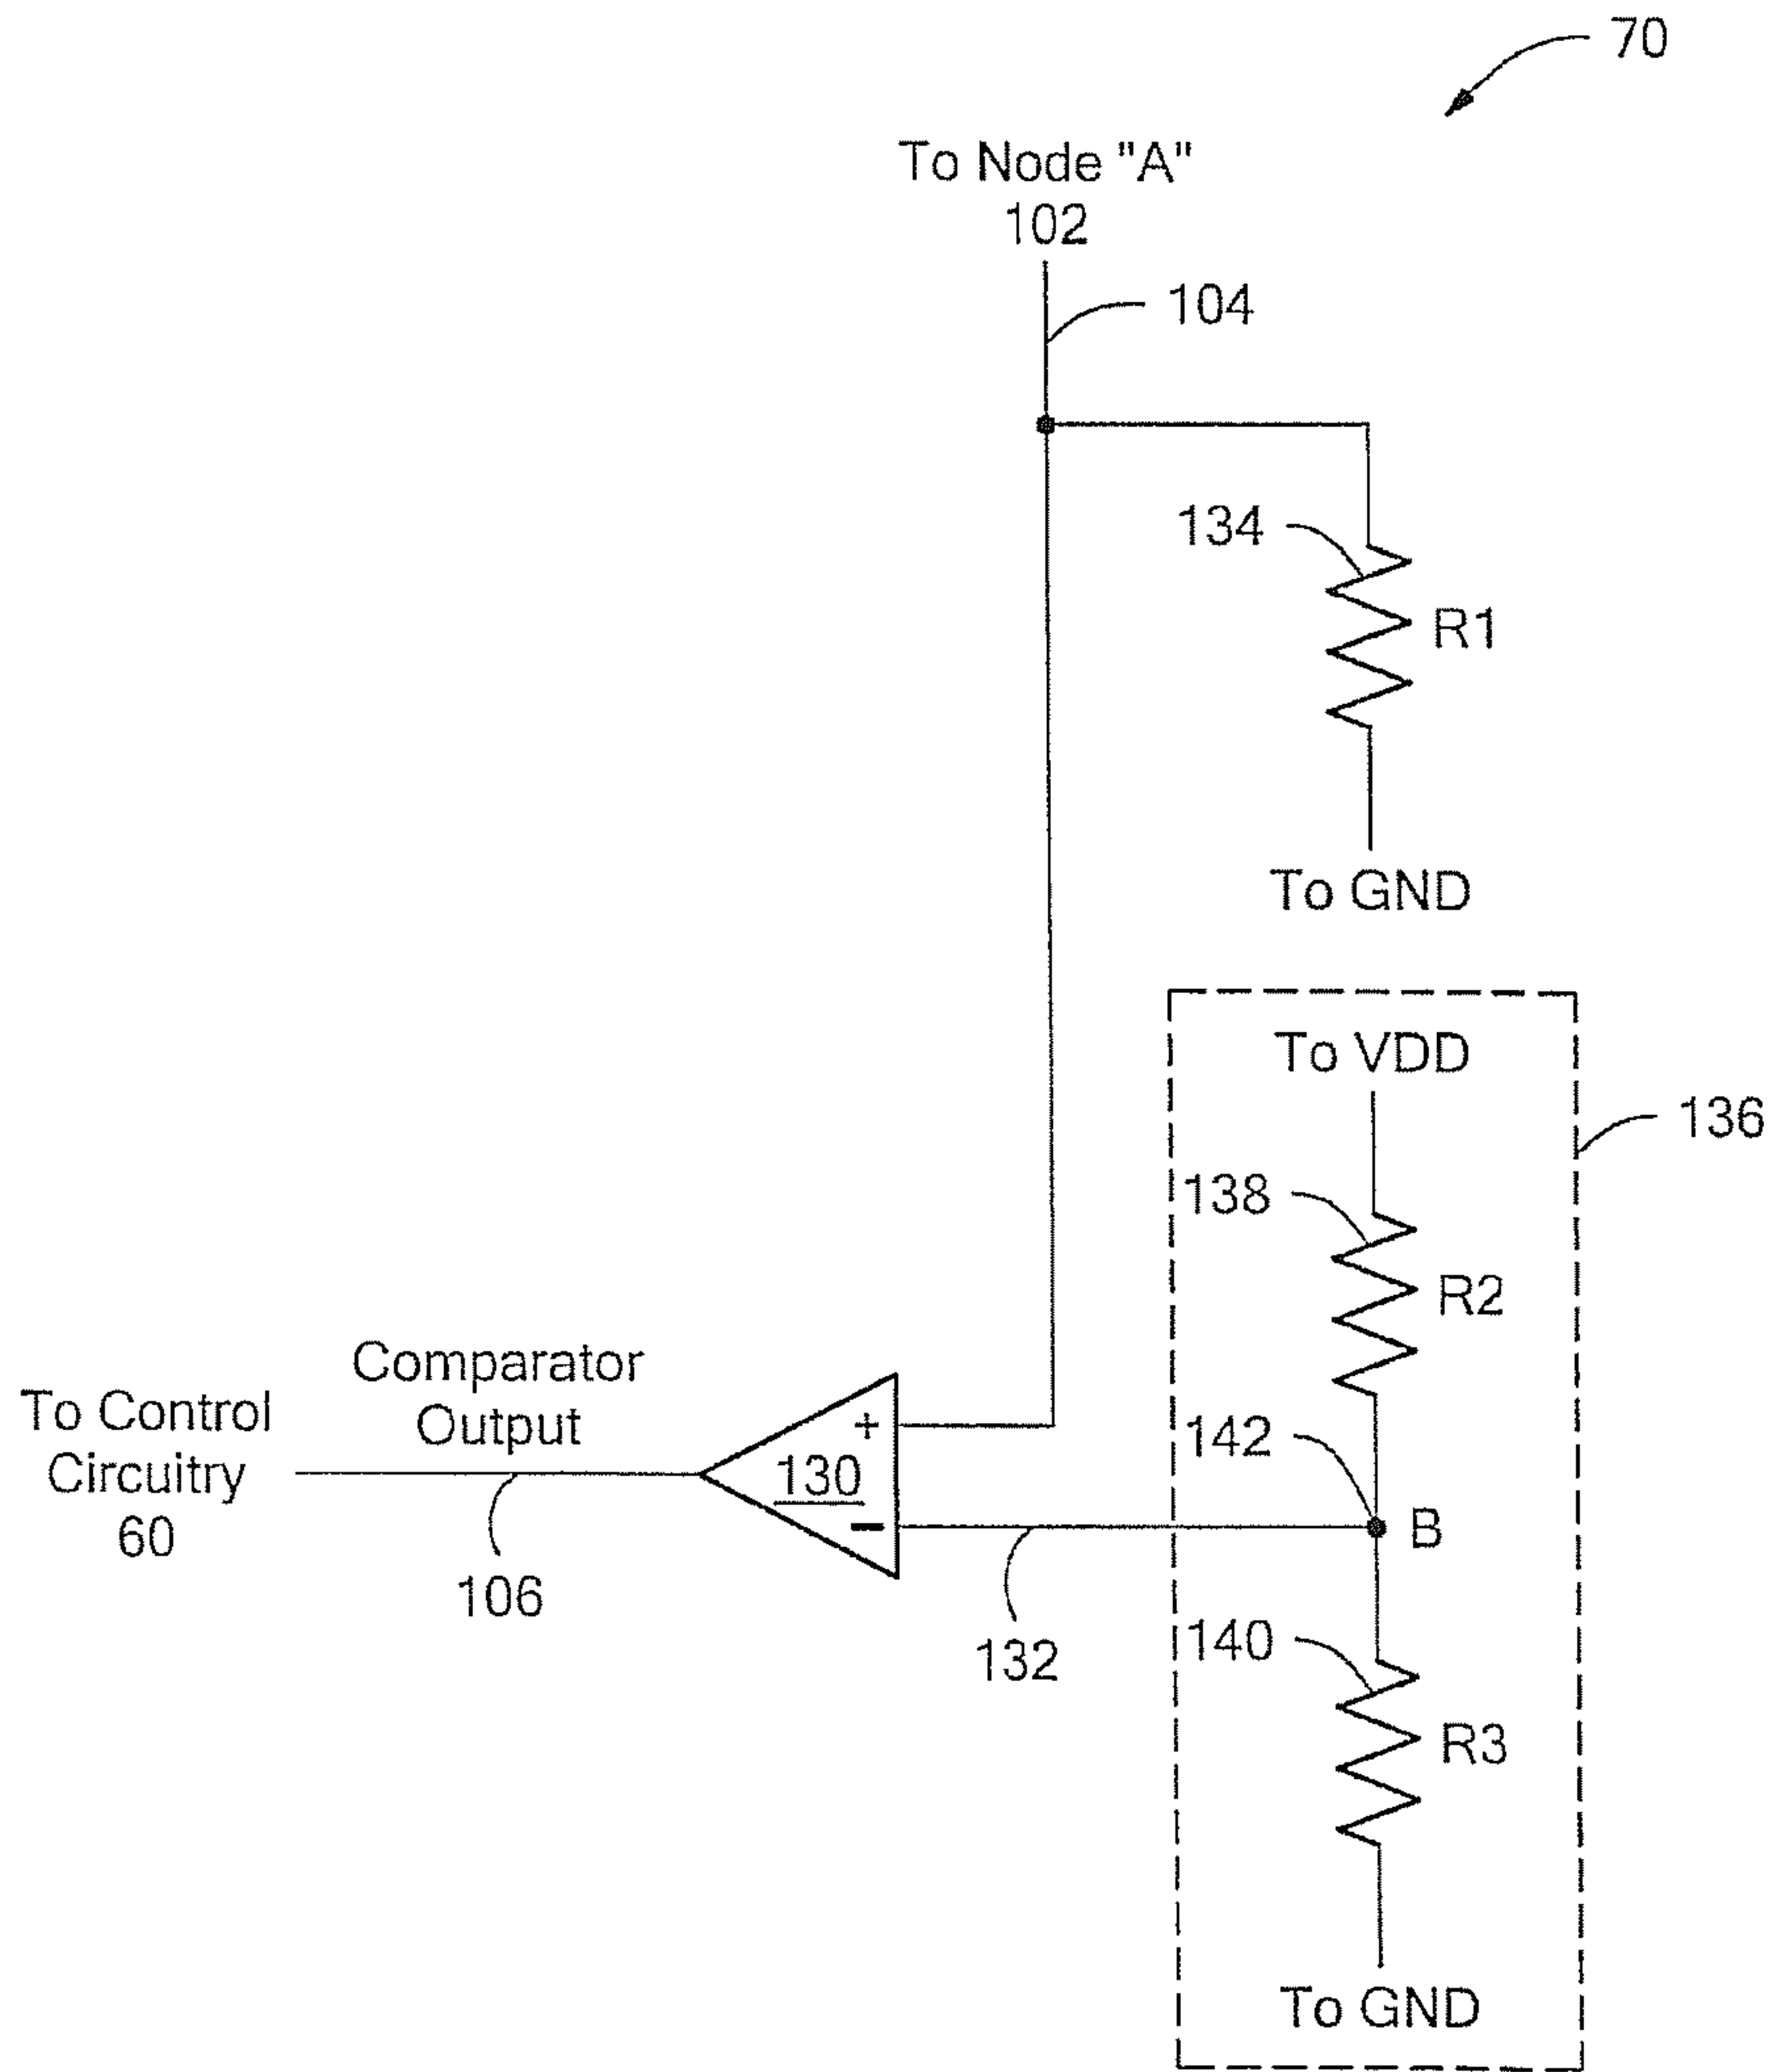 70
To Node "A"
102
104
134
R1
To GND
To VDD
136
138
R2
Comparator
Output
To Control
Circuitry
60
+
130
−
142
B
106
132
140
R3
To GND